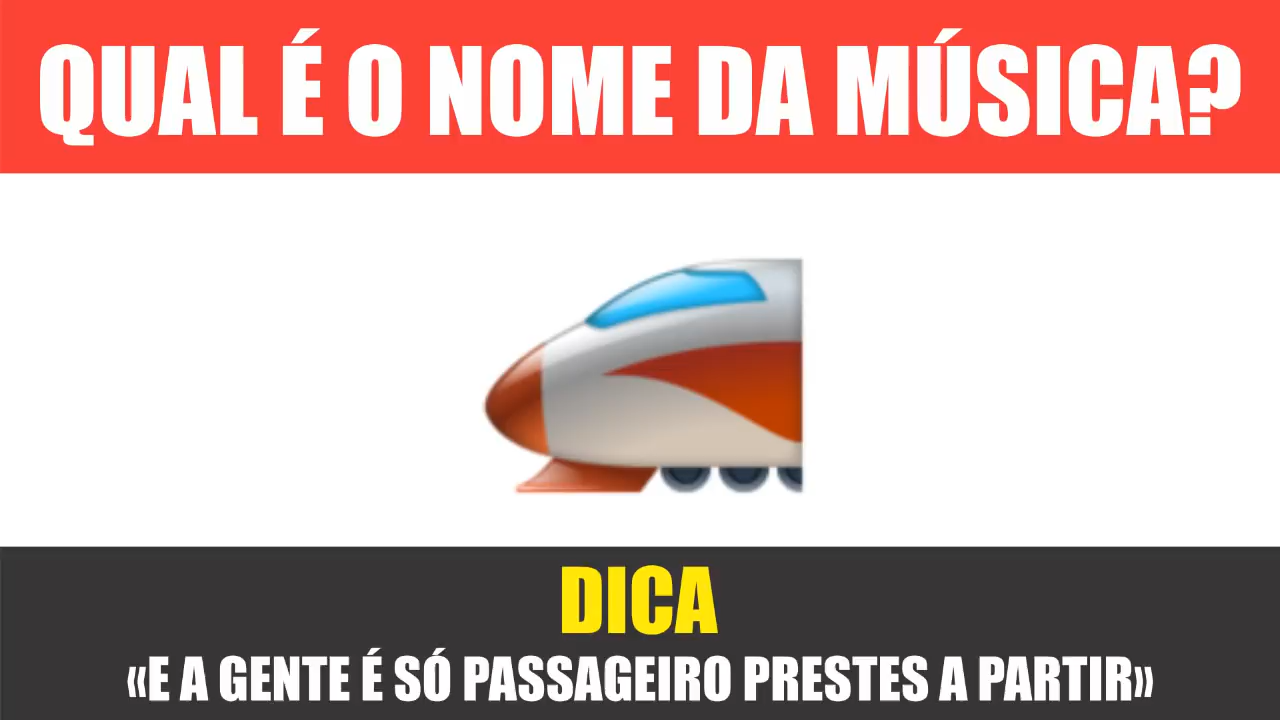 QUAL É O NOME DA MÚSICA?
DICA
«E A GENTE É SÓ PASSAGEIRO PRESTES A PARTIR»